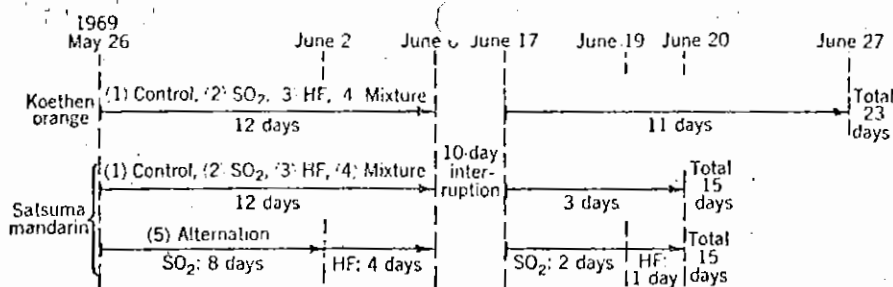 1969
May 26 June 2 June 6 June 17 June 19 June 20 June 27
Koethen orange
(1) Control, (2) SO₂, 3 HF, 4 Mixture
12 days
11 days
Total 23 days
10-day inter-
ruption
Satsuma mandarin
(1) Control, (2) SO₂, (3) HF, (4) Mixture
12 days
3 days
Total 15 days
(5) Alternation
SO₂: 8 days
HF: 4 days
SO₂: 2 days
HF: 1 day
Total 15 days